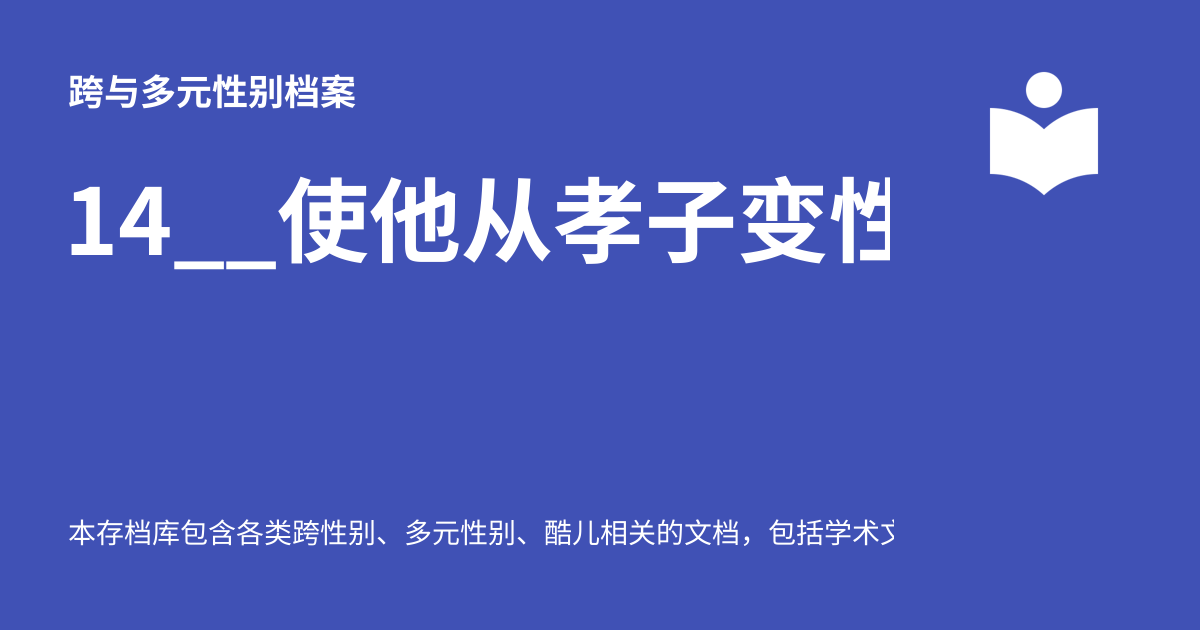 跨与多元性别档案
14__使他从孝子变性
本存档库包含各类跨性别、多元性别、酷儿相关的文档，包括学术文